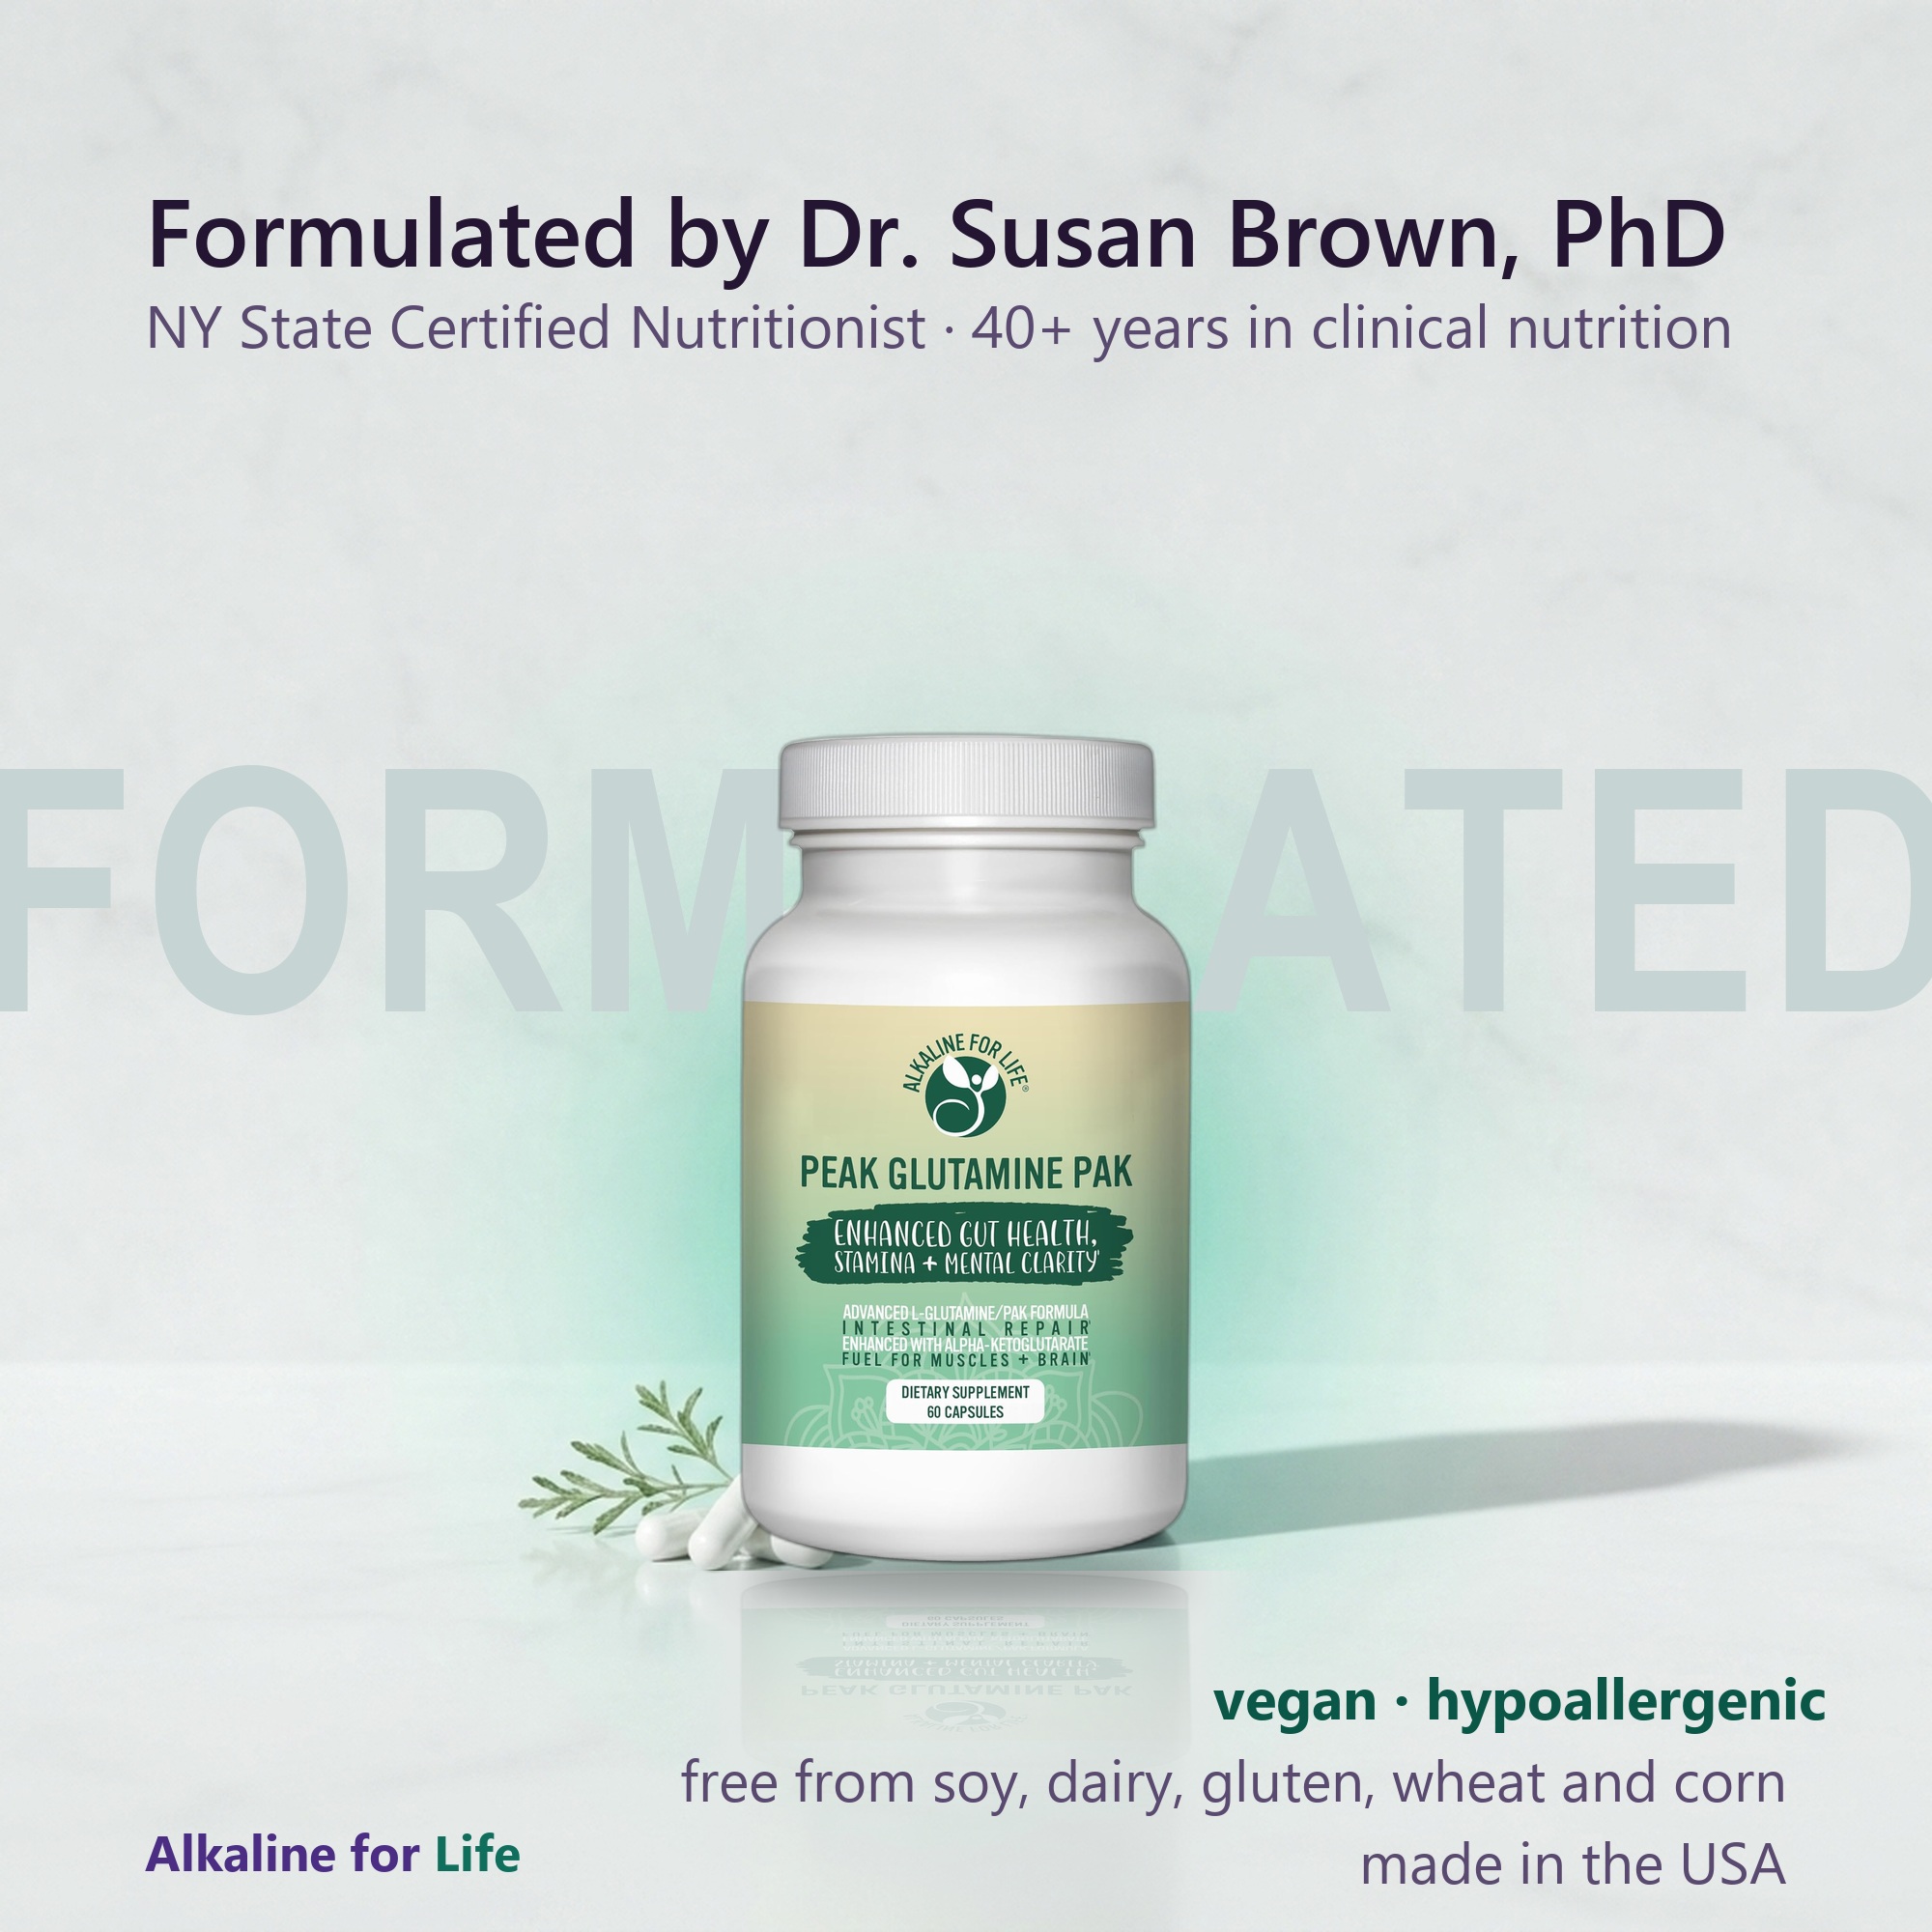 Formulated by Dr. Susan Brown, PhD
NY State Certified Nutritionist · 40+ years in clinical nutrition
FORM ATED
ALKALINE FOR LIFE®
PEAK GLUTAMINE PAK
ENHANCED GUT HEALTH,
STAMINA + MENTAL CLARITY
ADVANCED L-GLUTAMINE/PAK FORMULA
INTESTINAL REPAIR
ENHANCED WITH ALPHA-KETOGLUTARATE
FUEL FOR MUSCLES + BRAIN
DIETARY SUPPLEMENT
60 CAPSULES
vegan · hypoallergenic
free from soy, dairy, gluten, wheat and corn
made in the USA
Alkaline for Life